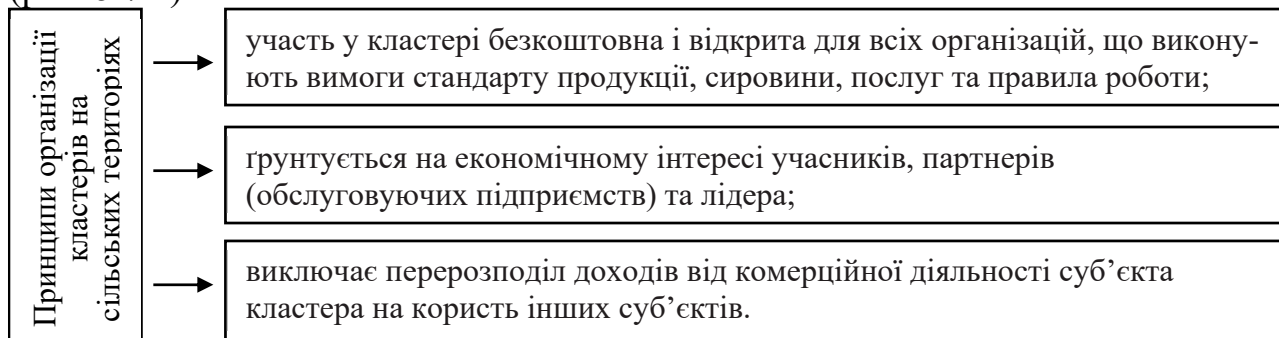 Принципи організації
кластерів на
сільських територіях
участь у кластері безкоштовна і відкрита для всіх організацій, що викону-
ють вимоги стандарту продукції, сировини, послуг та правила роботи;
ґрунтується на економічному інтересі учасників, партнерів
(обслуговуючих підприємств) та лідера;
виключає перерозподіл доходів від комерційної діяльності суб’єкта
кластера на користь інших суб’єктів.